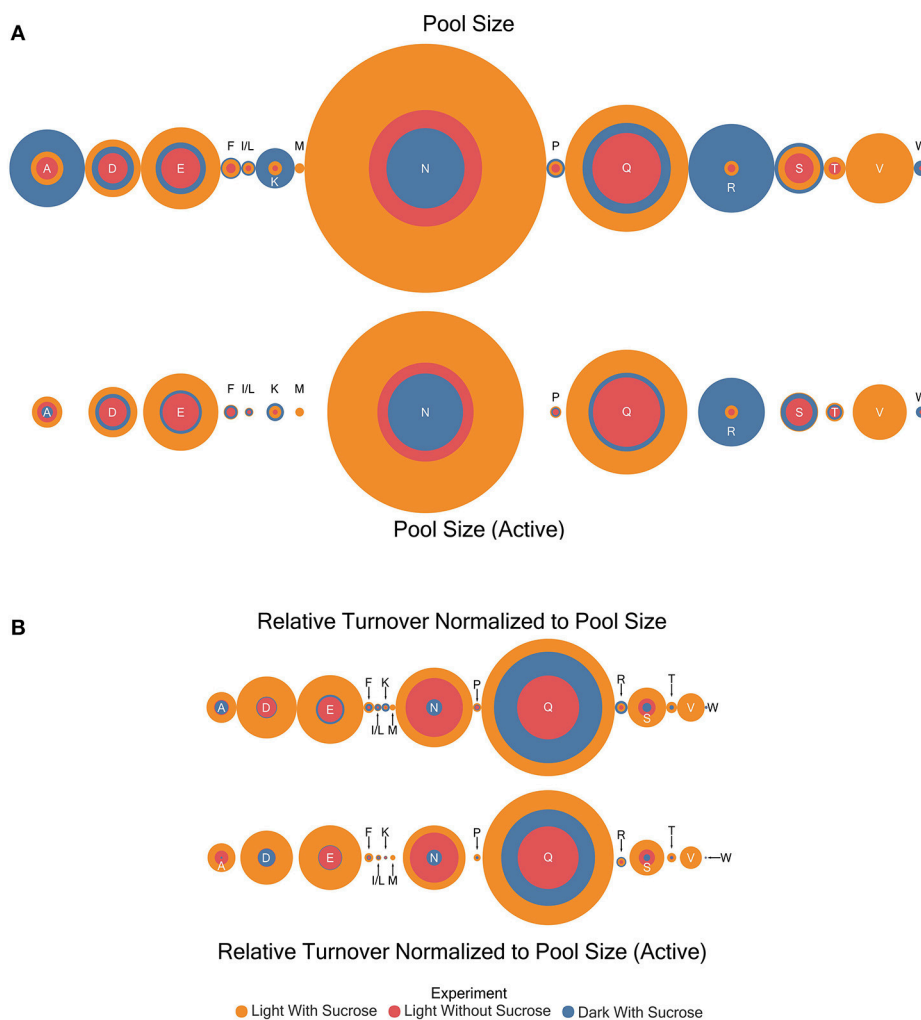 A
Pool Size
F I/L M P W
A D E K N Q R S T V
F I/L K M P W
A D E N Q R S T V
Pool Size (Active)
B
Relative Turnover Normalized to Pool Size
F K P R T
A D E N Q V W
I/L M S
F K P R T
A D E N Q S V W
I/L M
Relative Turnover Normalized to Pool Size (Active)
Experiment
Light With Sucrose Light Without Sucrose Dark With Sucrose